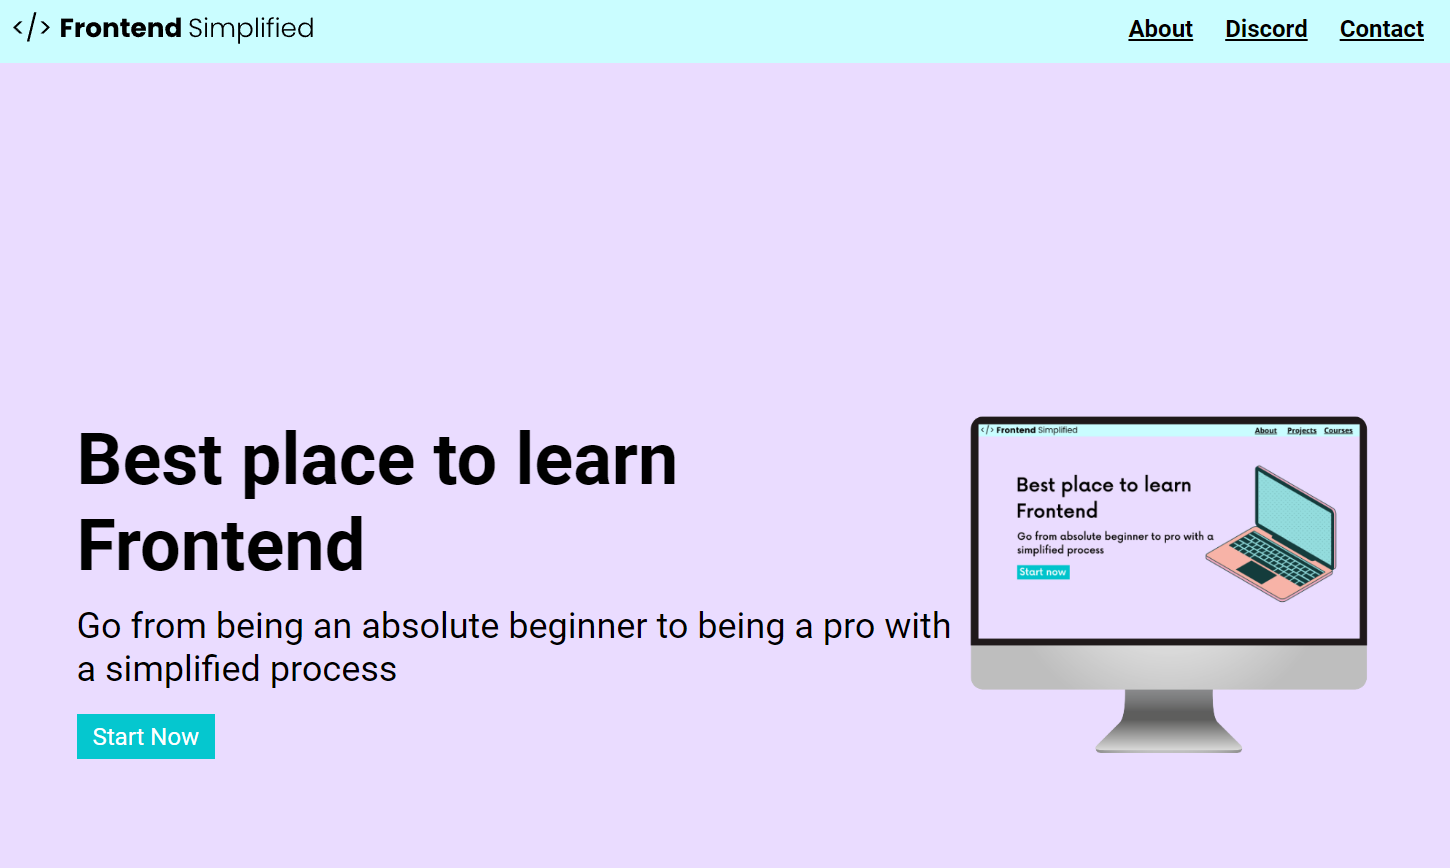 </> Frontend Simplified
About Discord Contact
Best place to learn
Frontend
Go from being an absolute beginner to being a pro with
a simplified process
Start Now
</> Frontend Simplified
About Projects Courses
Best place to learn
Frontend
Go from absolute beginner to pro with a
simplified process
Start now